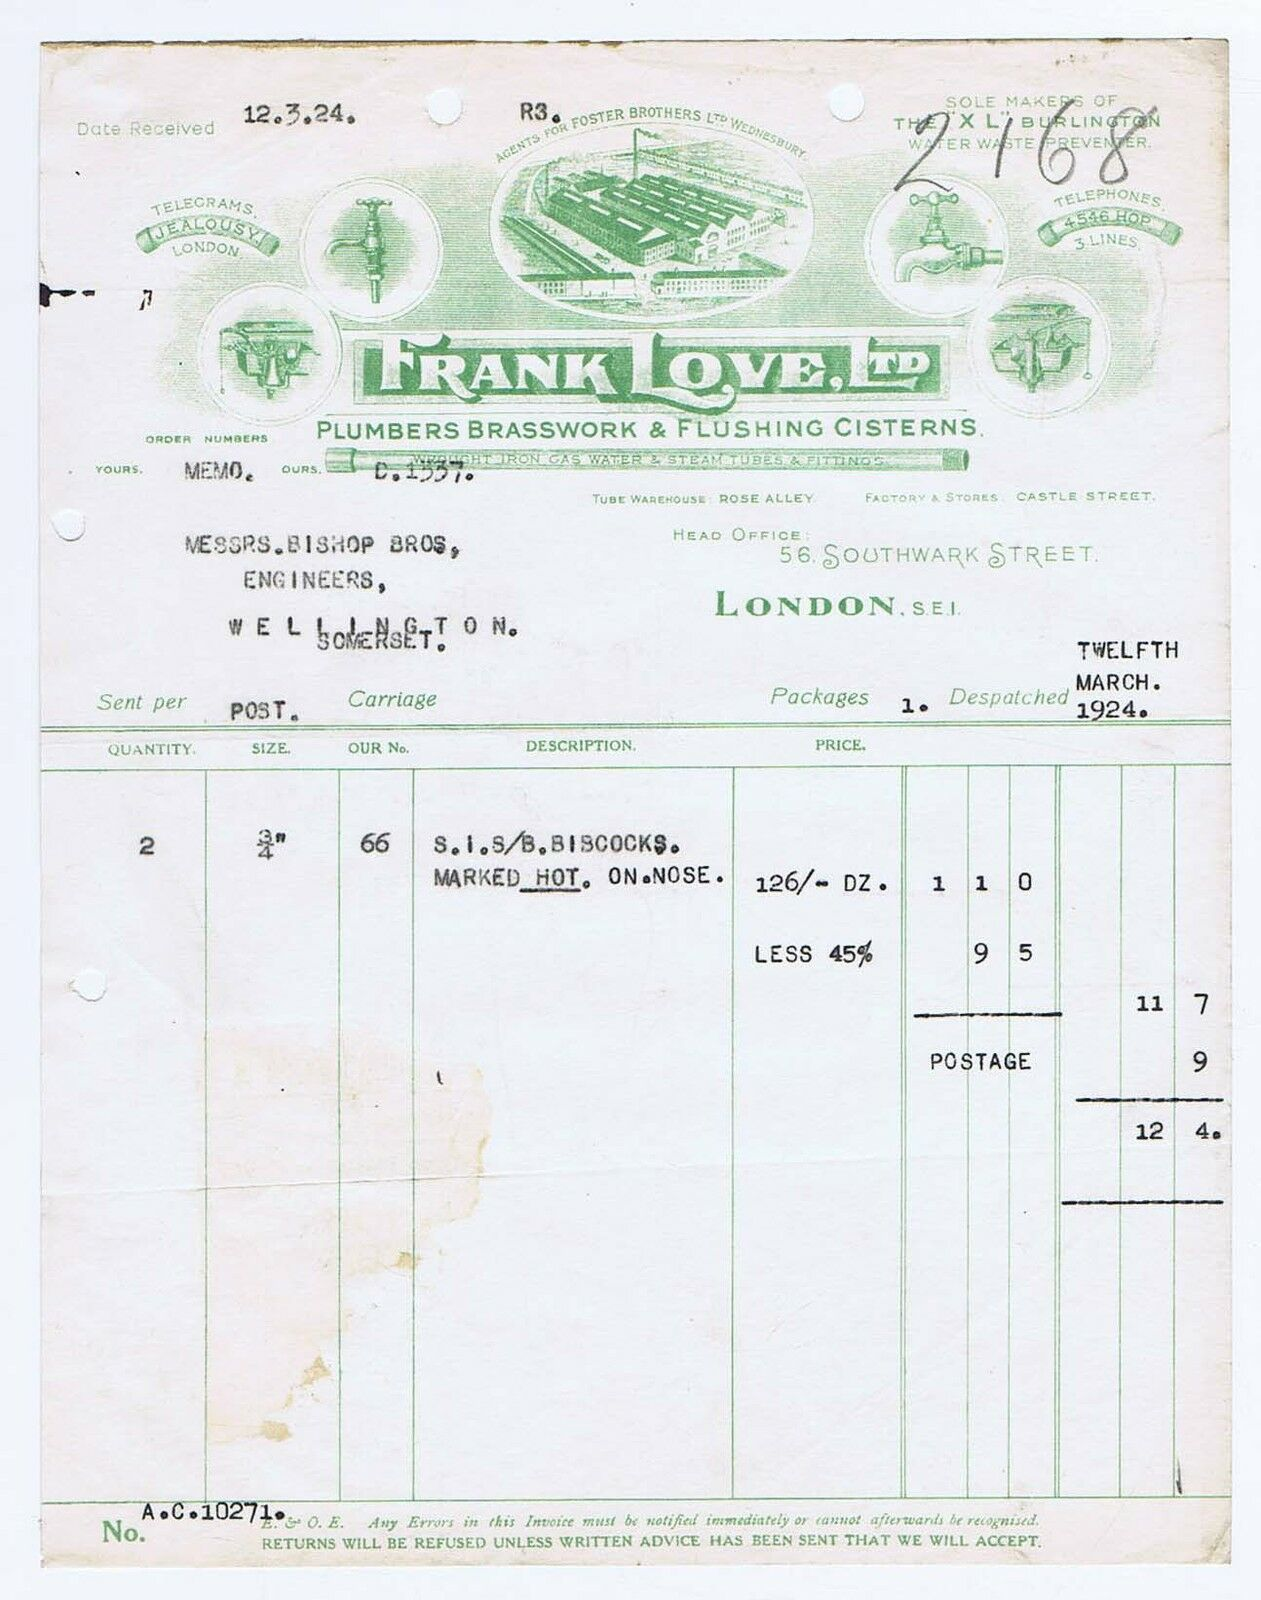 Date Received 12.3.24. R3.
AGENTS FOR FOSTER BROTHERS LTD WEDNESBURY.
SOLE MAKERS OF
THE "XL" BURLINGTON
WATER WASTE PREVENTER.
2168
TELEGRAMS,
JEALOUSY,
LONDON.
TELEPHONES.
4546 HOP.
3 LINES.
FRANK LOVE, LTD
PLUMBERS BRASSWORK & FLUSHING CISTERNS.
WROUGHT IRON GAS WATER & STEAM TUBES & FITTINGS.
ORDER NUMBERS
YOURS. MEMO. OURS. C.1337.
TUBE WAREHOUSE: ROSE ALLEY FACTORY & STORES: CASTLE STREET.
HEAD OFFICE:
56, SOUTHWARK STREET.
LONDON, S.E.1.
MESSRS.BISHOP BROS,
ENGINEERS,
WELLINGTON.
SOMERSET.
TWELFTH
MARCH.
1924.
Sent per POST. Carriage Packages 1. Despatched
QUANTITY. SIZE. OUR No. DESCRIPTION. PRICE.
2 3/4" 66 S.I.S/B.BIBCOCKS.
MARKED HOT. ON.NOSE. 126/- DZ. 1 1 0
LESS 45% 9 5
11 7
POSTAGE 9
12 4.
No. A.C.10271.
E. & O. E. Any Errors in this Invoice must be notified immediately or cannot afterwards be recognised.
RETURNS WILL BE REFUSED UNLESS WRITTEN ADVICE HAS BEEN SENT THAT WE WILL ACCEPT.